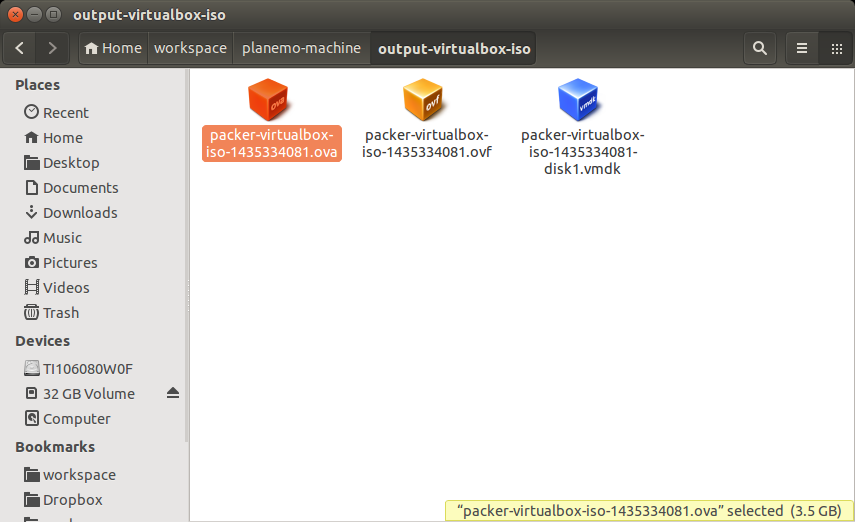 output-virtualbox-iso
Home
workspace
planemo-machine
output-virtualbox-iso
Places
Recent
Home
Desktop
Documents
Downloads
Music
Pictures
Videos
Trash
Devices
TI106080W0F
32 GB Volume
Computer
Bookmarks
workspace
Dropbox
ova
packer-virtualbox-
iso-1435334081.ova
ovf
packer-virtualbox-
iso-1435334081.ovf
vmdk
packer-virtualbox-
iso-1435334081-
disk1.vmdk
“packer-virtualbox-iso-1435334081.ova” selected (3.5 GB)